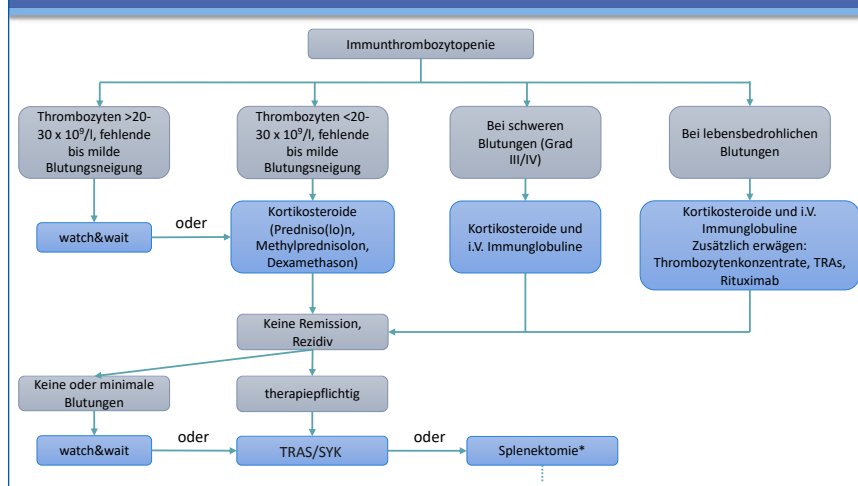 Immunthrombozytopenie
Thrombozyten >20-
30 x 10⁹/l, fehlende
bis milde
Blutungsneigung
Thrombozyten <20-
30 x 10⁹/l, fehlende
bis milde
Blutungsneigung
Bei schweren
Blutungen (Grad
III/IV)
Bei lebensbedrohlichen
Blutungen
watch&wait
oder
Kortikosteroide
(Predniso(lo)n,
Methylprednisolon,
Dexamethason)
Kortikosteroide und
i.V. Immunglobuline
Kortikosteroide und i.V.
Immunglobuline
Zusätzlich erwägen:
Thrombozytenkonzentrate, TRAs,
Rituximab
Keine Remission,
Rezidiv
Keine oder minimale
Blutungen
therapiepflichtig
watch&wait
oder
TRAS/SYK
oder
Splenektomie*